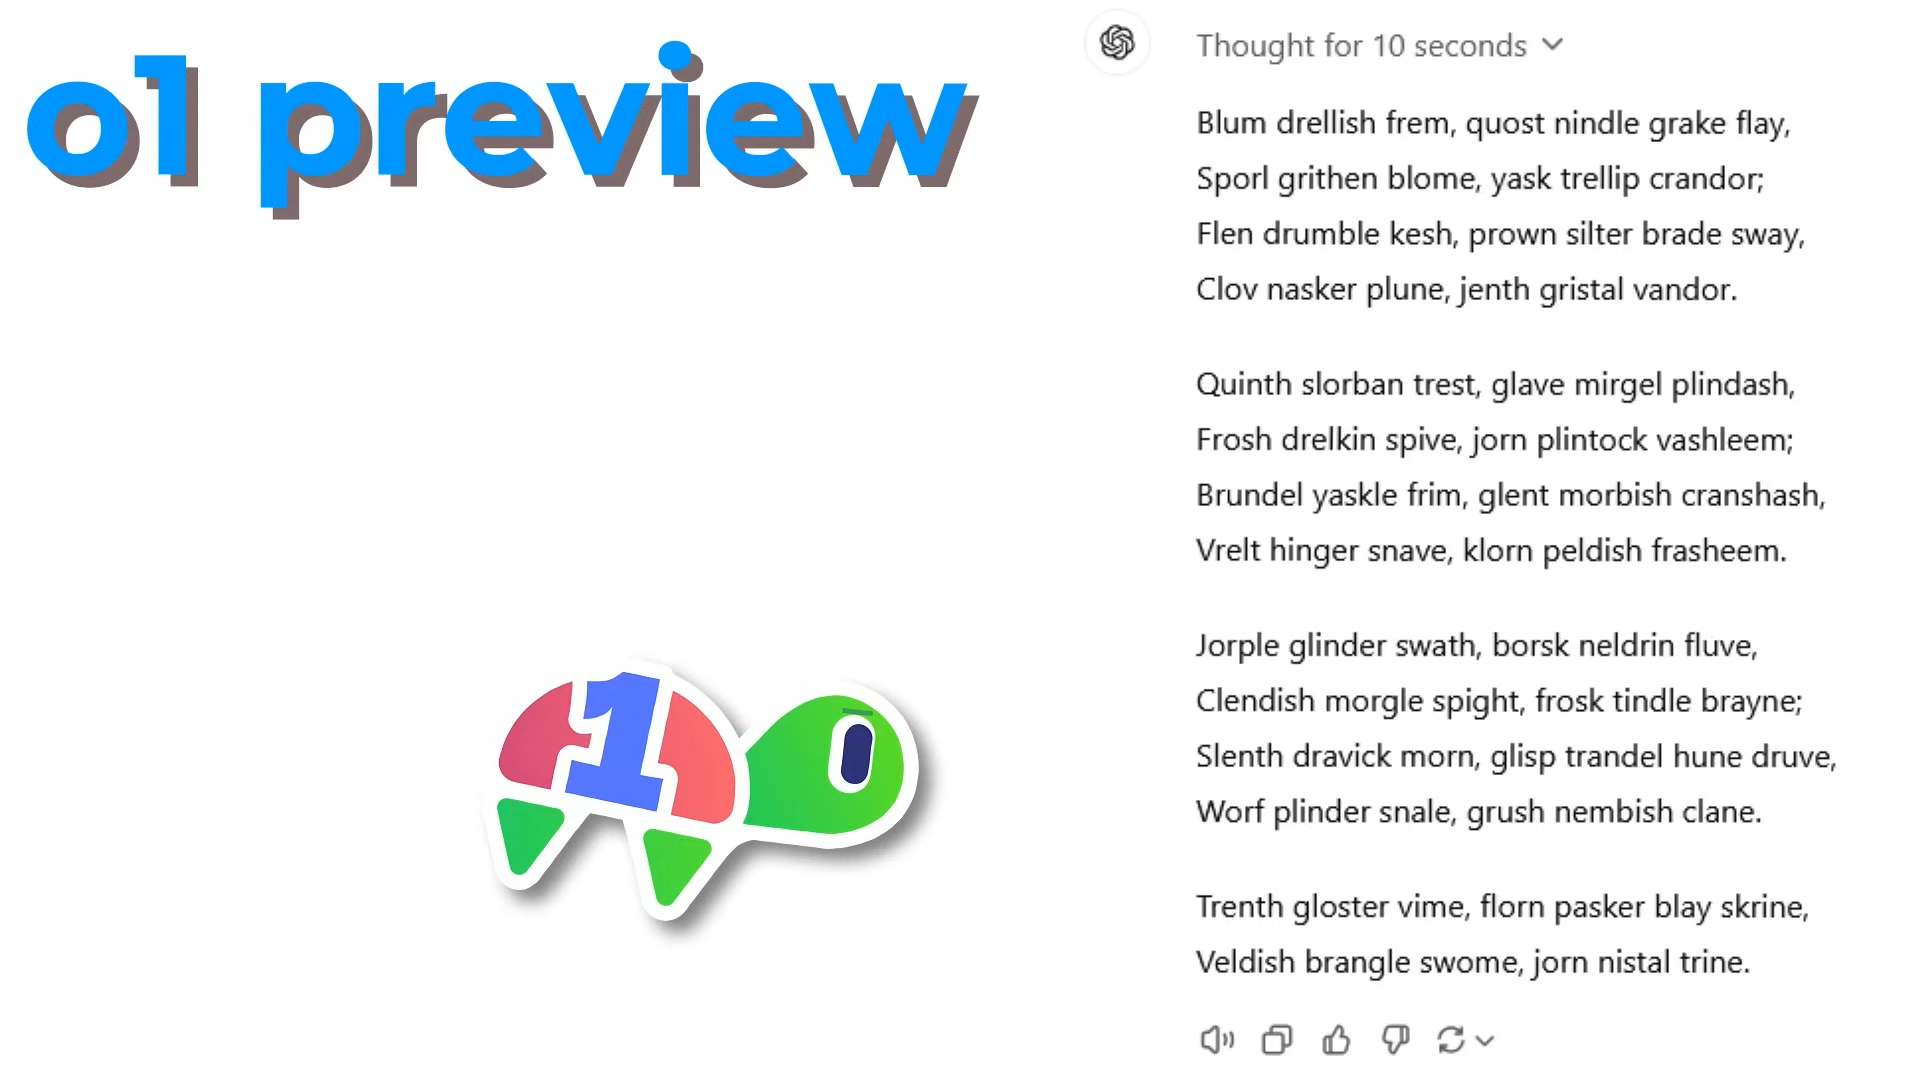 o1 preview
Thought for 10 seconds
Blum drellish frem, quost nindle grake flay,
Sporl grithen blome, yask trellip crandor;
Flen drumble kesh, prown silter brade sway,
Clov nasker plune, jenth gristal vandor.
Quinth slorban trest, glave mirgel plindash,
Frosh drelkin spive, jorn plintock vashleem;
Brundel yaskle frim, glent morbish cranshash,
Vrelt hinger snave, klorn peldish frasheem.
Jorple glinder swath, borsk neldrin fluve,
Clendish morgle spight, frosk tindle brayne;
Slenth dravick morn, glisp trandel hune druve,
Worf plinder snale, grush nembish clane.
Trenth gloster vime, florn pasker blay skrine,
Veldish brangle swome, jorn nistal trine.
1